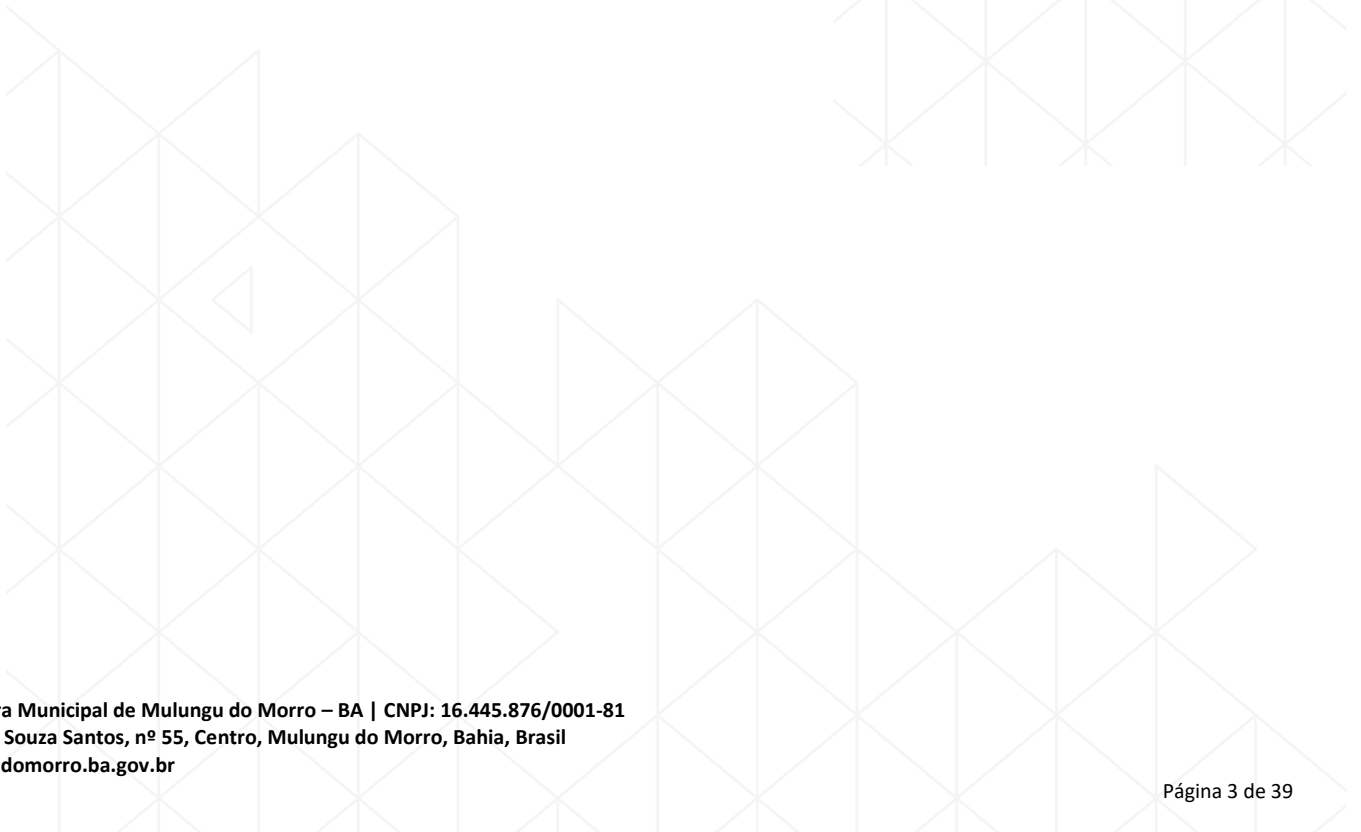 ra Municipal de Mulungu do Morro – BA | CNPJ: 16.445.876/0001-81
Souza Santos, nº 55, Centro, Mulungu do Morro, Bahia, Brasil
domorro.ba.gov.br
Página 3 de 39